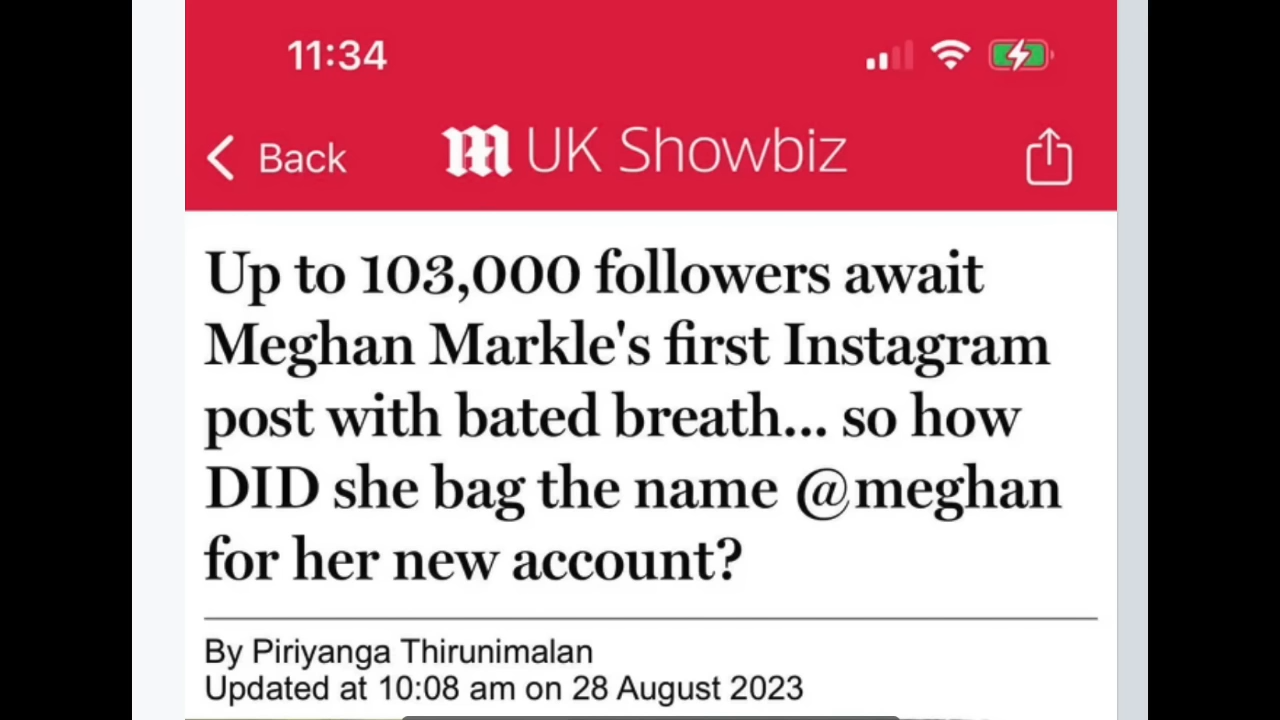 11:34
Back
M UK Showbiz
Up to 103,000 followers await
Meghan Markle's first Instagram
post with bated breath... so how
DID she bag the name @meghan
for her new account?
By Piriyanga Thirunimalan
Updated at 10:08 am on 28 August 2023